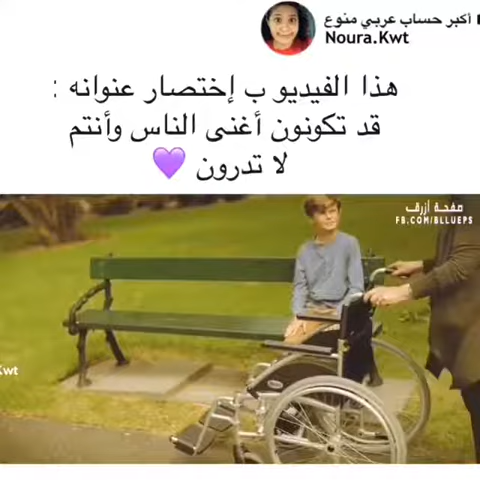 أكبر حساب عربي منوع
Noura.Kwt
هذا الفيديو ب إختصار عنوانه :
قد تكونون أغنى الناس وأنتم
لا تدرون 💜
صفحة أزرق
FB.COM/BLLUEPS
Kwt